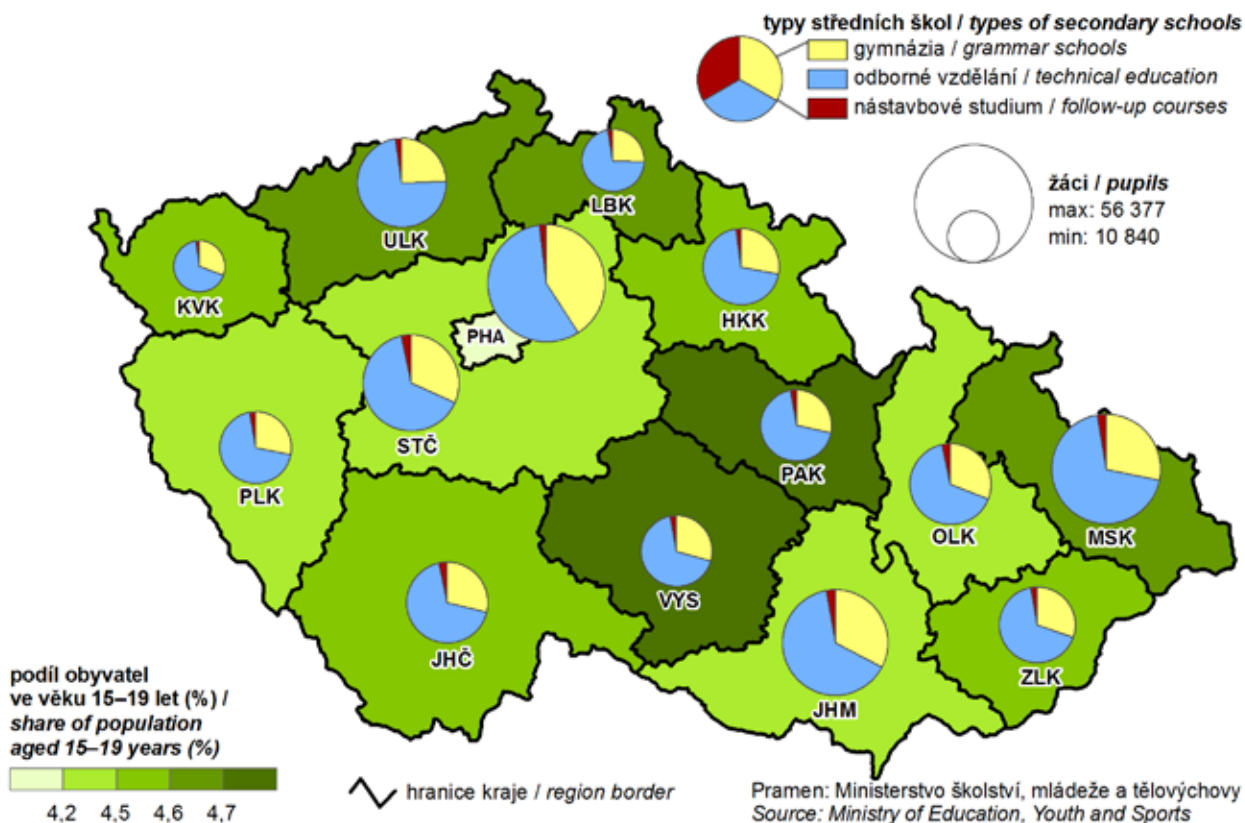 typy středních škol / types of secondary schools
gymnázia / grammar schools
odborné vzdělání / technical education
nástavbové studium / follow-up courses
žáci / pupils
max: 56 377
min: 10 840
ULK
LBK
KVK
HKK
PHA
STČ
PLK
PAK
OLK
MSK
VYS
JHČ
ZLK
JHM
podíl obyvatel
ve věku 15–19 let (%) /
share of population
aged 15–19 years (%)
4,2 4,5 4,6 4,7
hranice kraje / region border
Pramen: Ministerstvo školství, mládeže a tělovýchovy
Source: Ministry of Education, Youth and Sports